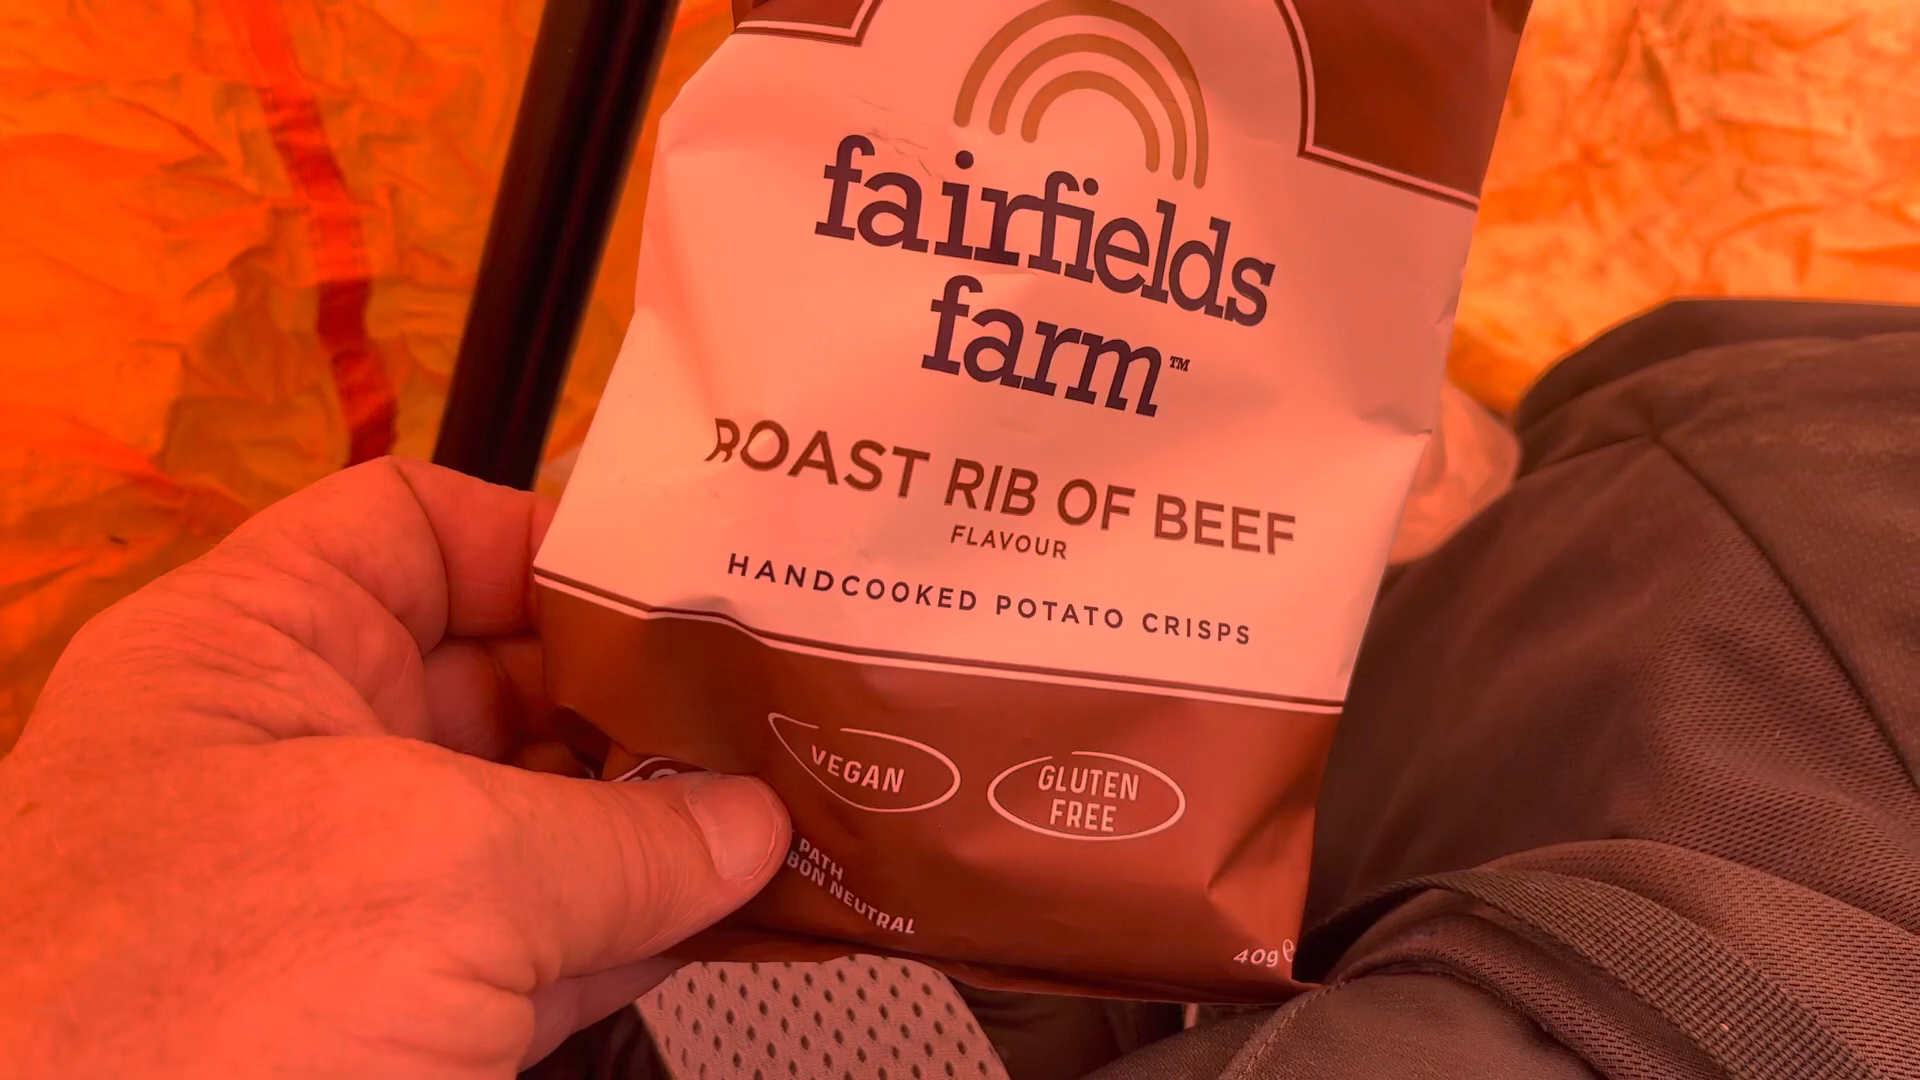 fairfields
farm™
ROAST RIB OF BEEF
FLAVOUR
HANDCOOKED POTATO CRISPS
VEGAN
GLUTEN
FREE
PATH
BON NEUTRAL
40g e